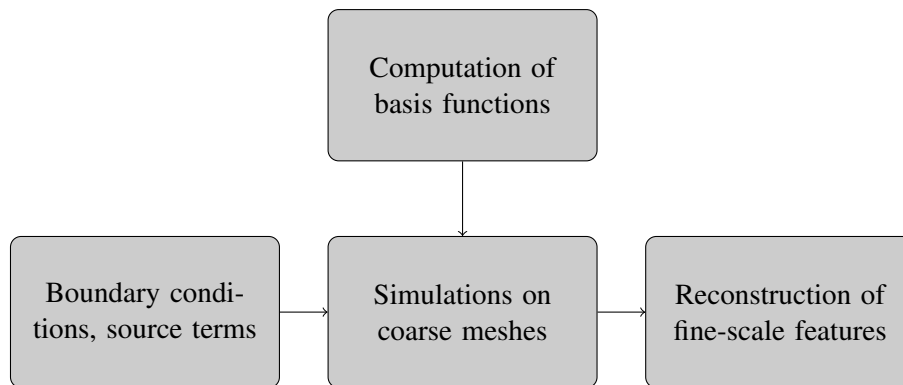 Computation of
basis functions
Boundary condi-
tions, source terms
Simulations on
coarse meshes
Reconstruction of
fine-scale features